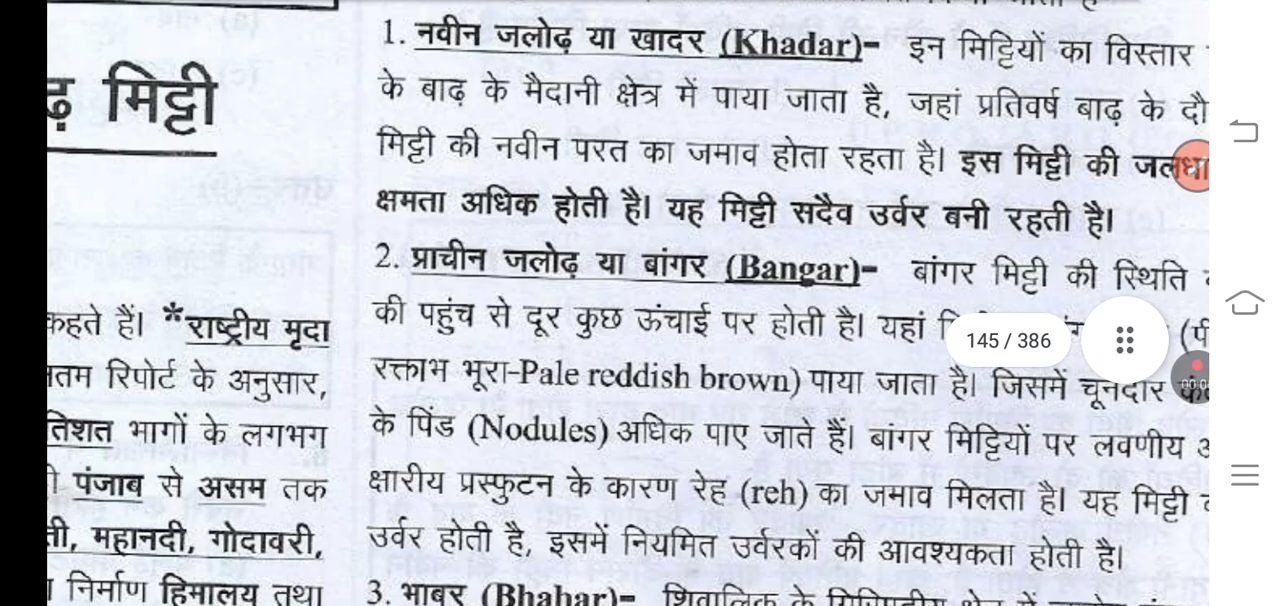 ढ़ मिट्टी
कहते हैं। *राष्ट्रीय मृदा
रिपोर्ट के अनुसार,
भागों के लगभग
पंजाब से असम तक
महानदी, गोदावरी,
निर्माण हिमालय तथा
1. नवीन जलोढ़ या खादर (Khadar)- इन मिट्टियों का विस्तार
के बाढ़ के मैदानी क्षेत्र में पाया जाता है, जहां प्रतिवर्ष बाढ़ के दौ
मिट्टी की नवीन परत का जमाव होता रहता है। इस मिट्टी की जलधा
क्षमता अधिक होती है। यह मिट्टी सदैव उर्वर बनी रहती है।
2. प्राचीन जलोढ़ या बांगर (Bangar)- बांगर मिट्टी की स्थिति
की पहुंच से दूर कुछ ऊंचाई पर होती है। यहां
रक्ताभ भूरा-Pale reddish brown) पाया जाता है। जिसमें चूनदार
के पिंड (Nodules) अधिक पाए जाते हैं। बांगर मिट्टियों पर लवणीय
क्षारीय प्रस्फुटन के कारण रेह (reh) का जमाव मिलता है। यह मिट्टी
उर्वर होती है, इसमें नियमित उर्वरकों की आवश्यकता होती है।
3. भाबर (Bhabar)- शिवालिक के
145 / 386